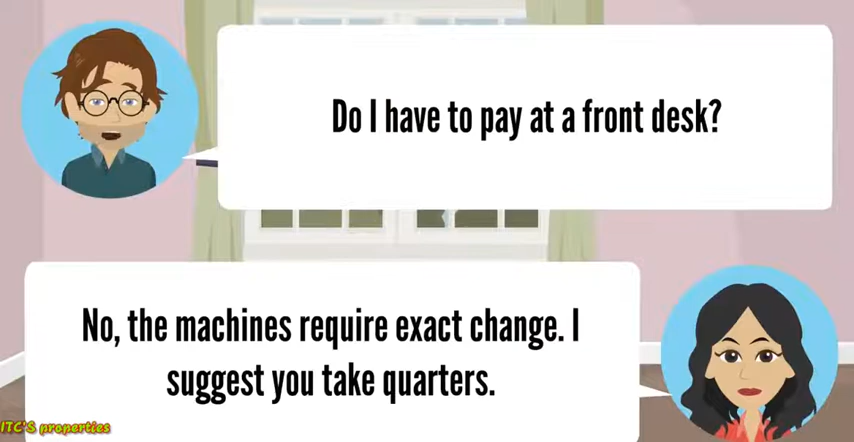 Do I have to pay at a front desk?
No, the machines require exact change. I
suggest you take quarters.
ITC'S properties